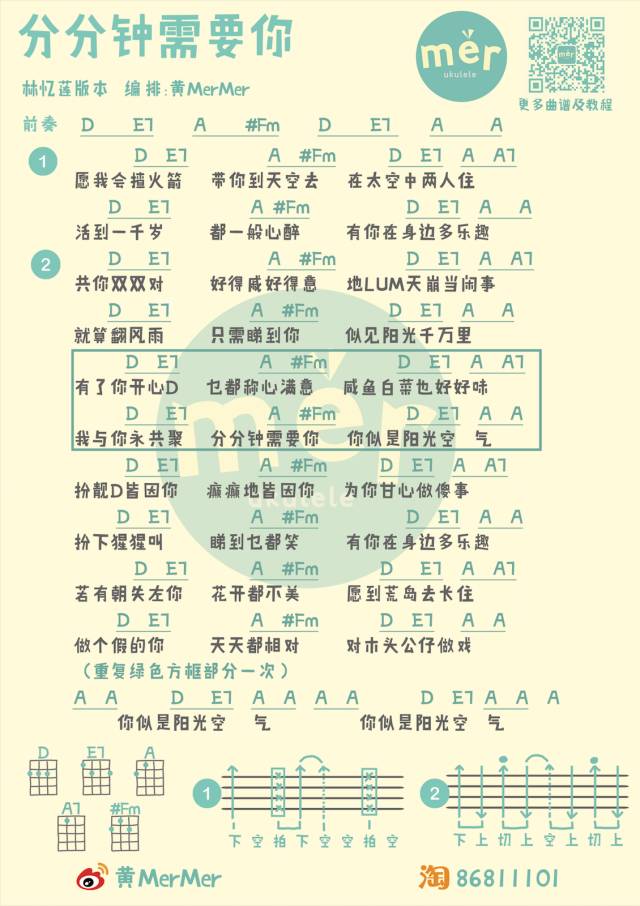 分分钟需要你
mer
ukulele
林忆莲版本 编排:黄MerMer
更多曲谱及教程
前奏 D E7 A #Fm D E7 A A
1
D E7 A #Fm D E7 A A7
愿我会揸火箭 带你到天空去 在太空中两人住
D E7 A #Fm D E7 A A
活到一千岁 都一般心醉 有你在身边多乐趣
2
D E7 A #Fm D E7 A A7
共你双双对 好得戚好得意 地LUM天崩当闲事
D E7 A #Fm D E7 A A
就算翻风雨 只需睇到你 似见阳光千万里
D E7 A #Fm D E7 A A7
有了你开心D 乜都称心满意 咸鱼白菜也好好味
D E7 A #Fm D E7 A A
我与你永共聚 分分钟需要你 你似是阳光空 气
D E7 A #Fm D E7 A A7
扮靓D皆因你 癫癫地皆因你 为你甘心做傻事
D E7 A #Fm D E7 A A
扮下猩猩叫 睇到乜都笑 有你在身边多乐趣
D E7 A #Fm D E7 A A7
若有朝失左你 花开都不美 愿到荒岛去长住
D E7 A #Fm D E7 A A
做个假的你 天天都相对 对木头公仔做戏
(重复绿色方框部分一次)
A A D E7 A A A A D E7 A A A
你似是阳光空 气 你似是阳光空 气
D E7 A
A7 #Fm
1
下 空 拍 下 空 空 拍 空
2
下 上 切 上 空 上 切 上
黄MerMer
淘 86811101